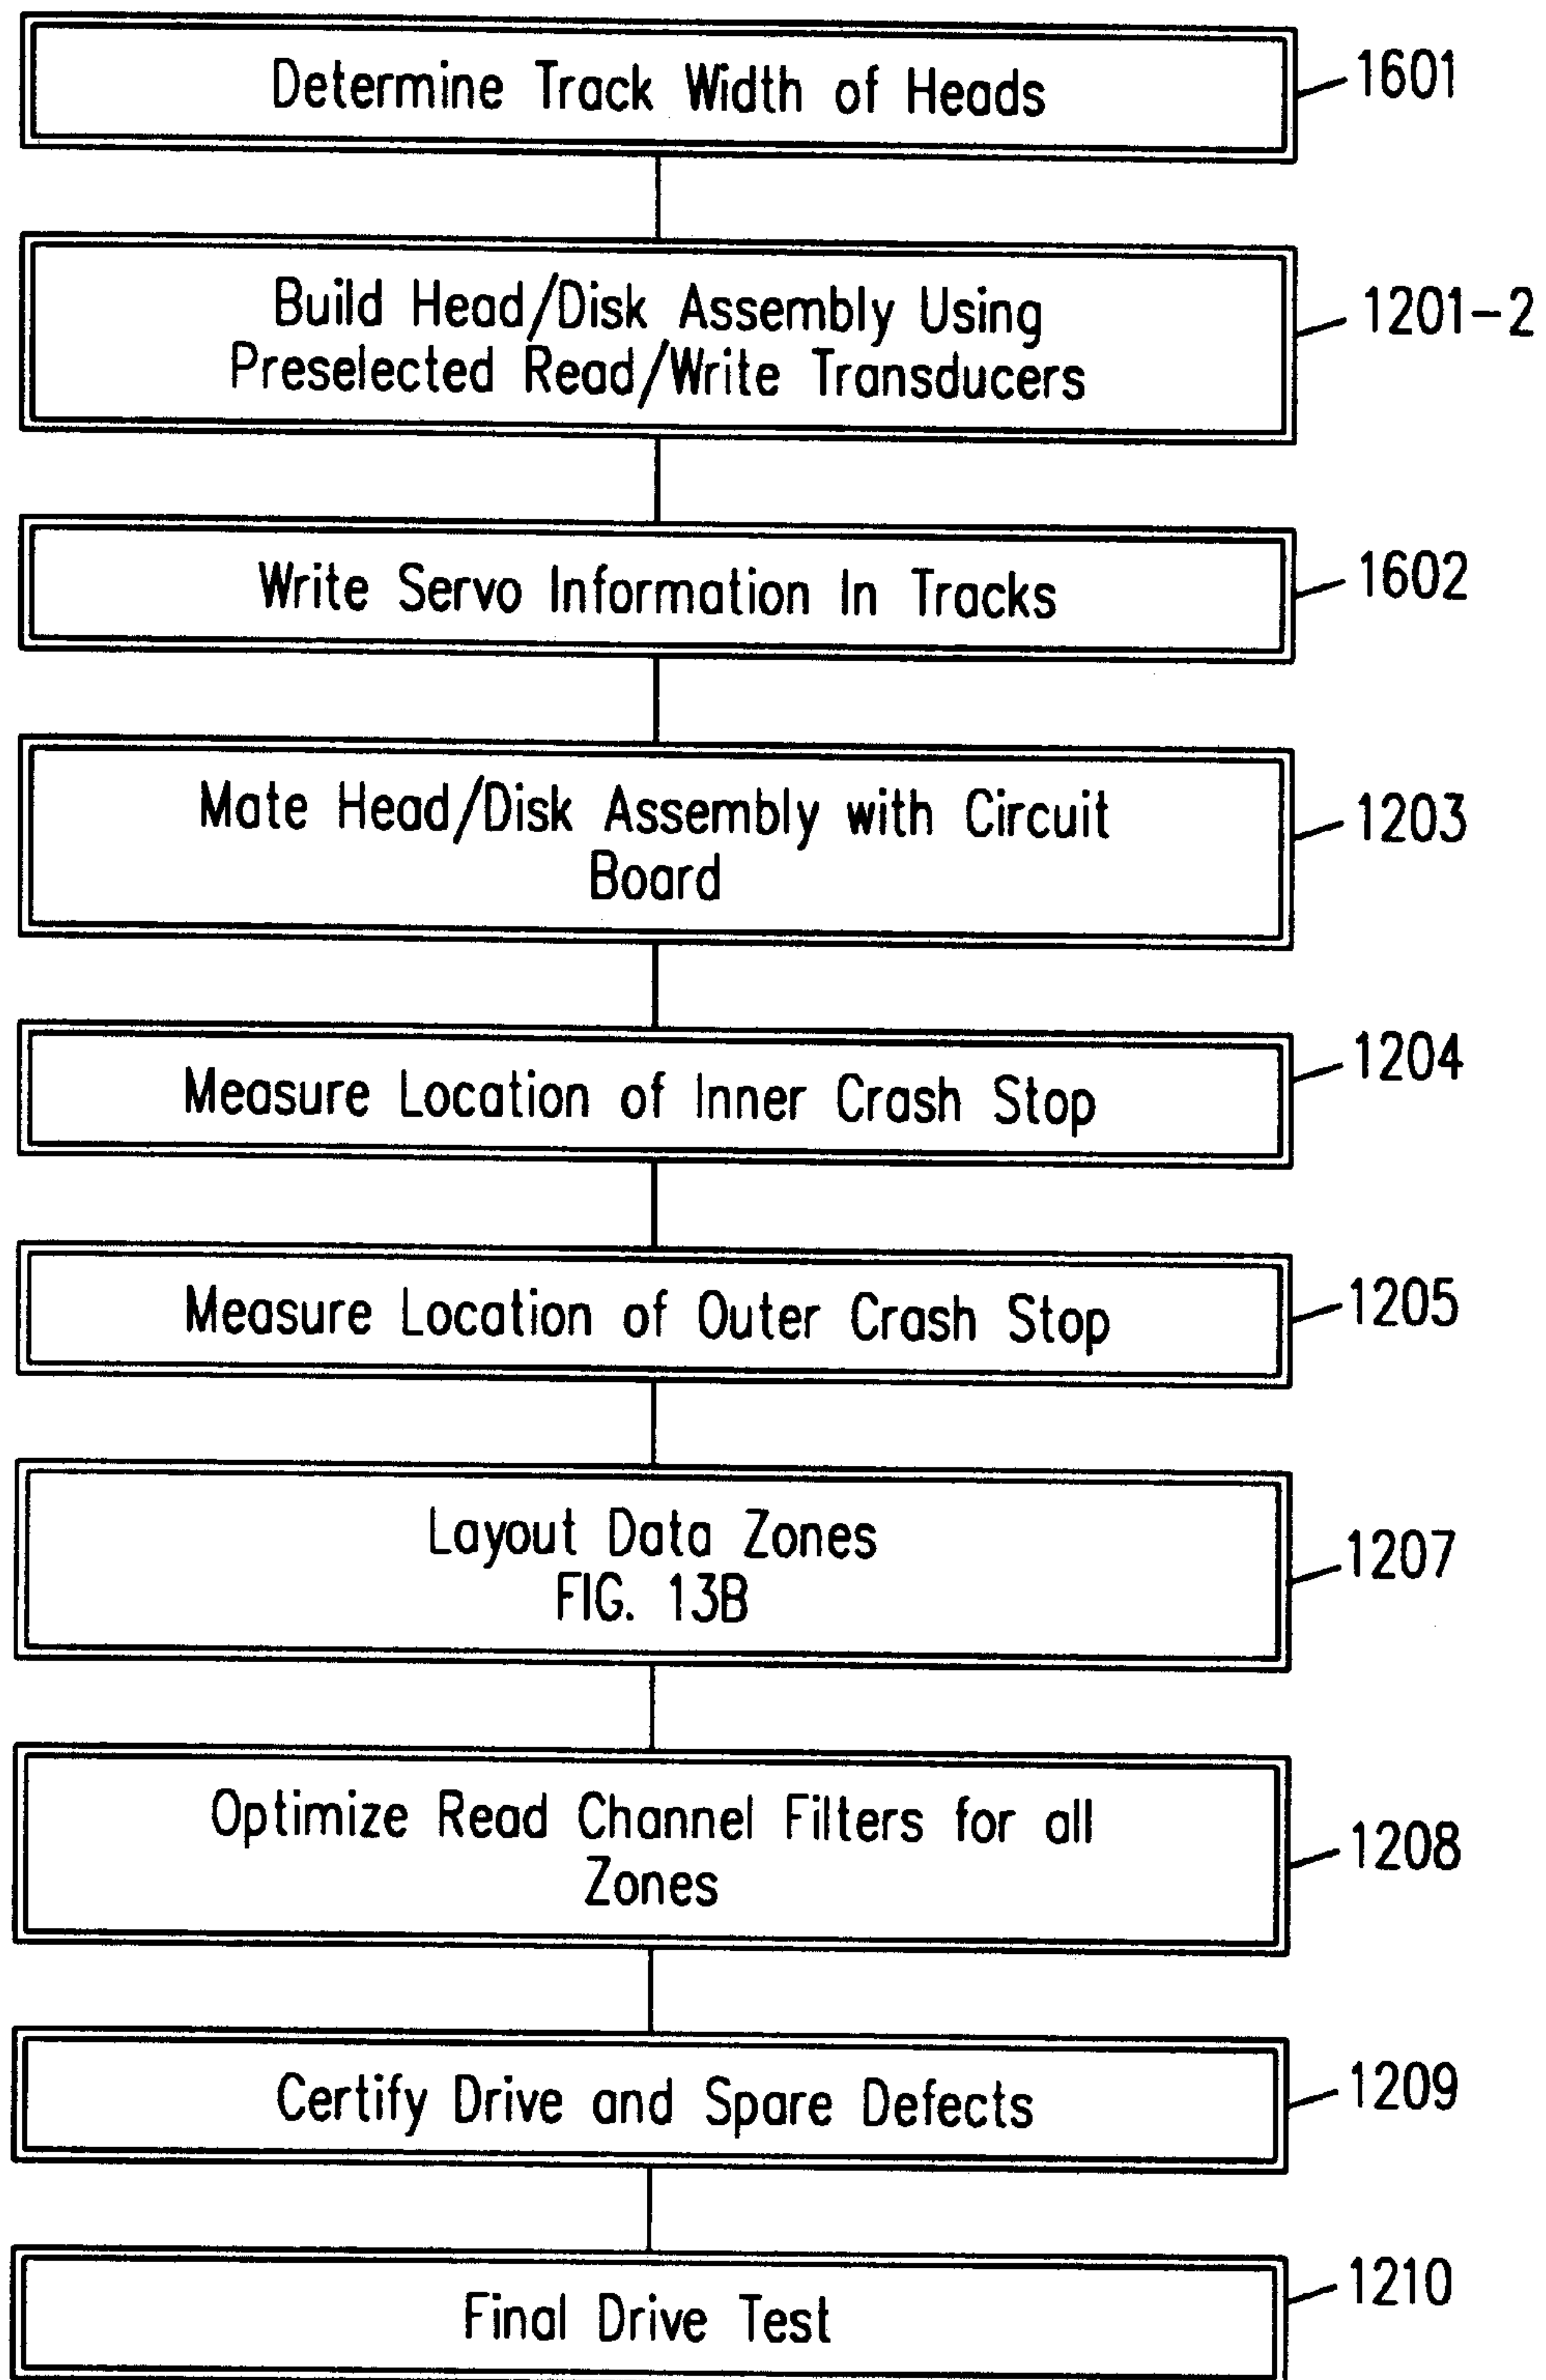 Determine Track Width of Heads
1601
Build Head/Disk Assembly Using
Preselected Read/Write Transducers
1201-2
Write Servo Information In Tracks
1602
Mate Head/Disk Assembly with Circuit
Board
1203
Measure Location of Inner Crash Stop
1204
Measure Location of Outer Crash Stop
1205
Layout Data Zones
FIG. 13B
1207
Optimize Read Channel Filters for all
Zones
1208
Certify Drive and Spare Defects
1209
Final Drive Test
1210